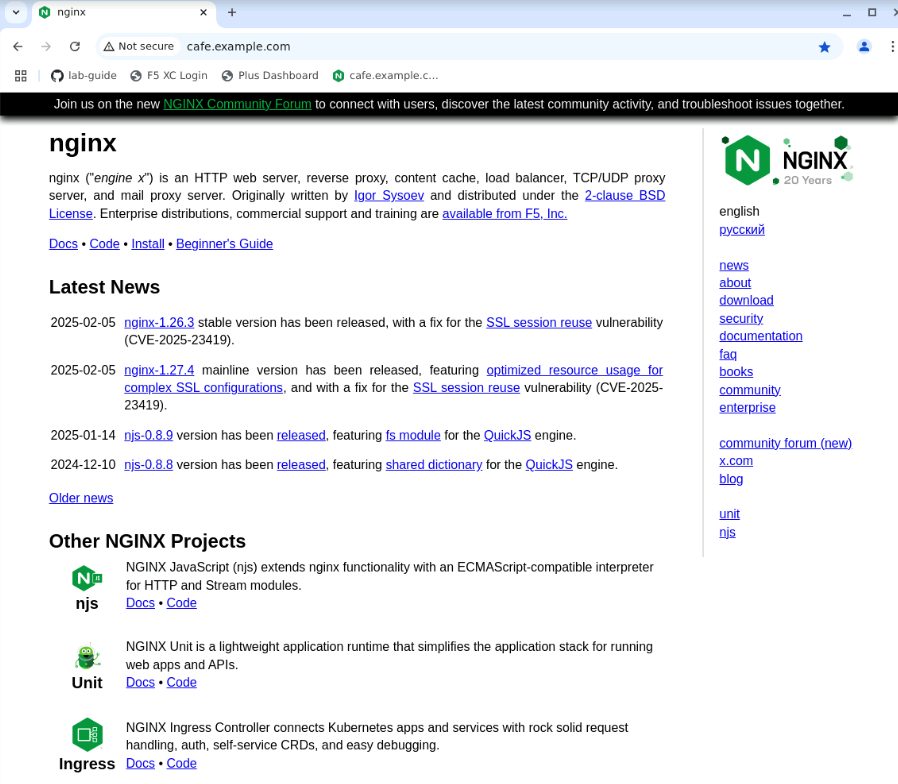 nginx
Not secure cafe.example.com
lab-guide F5 XC Login Plus Dashboard cafe.example.c...
Join us on the new NGINX Community Forum to connect with users, discover the latest community activity, and troubleshoot issues together.
nginx
nginx ("engine x") is an HTTP web server, reverse proxy, content cache, load balancer, TCP/UDP proxy
server, and mail proxy server. Originally written by Igor Sysoev and distributed under the 2-clause BSD
License. Enterprise distributions, commercial support and training are available from F5, Inc.
Docs • Code • Install • Beginner's Guide
Latest News
2025-02-05 nginx-1.26.3 stable version has been released, with a fix for the SSL session reuse vulnerability
(CVE-2025-23419).
2025-02-05 nginx-1.27.4 mainline version has been released, featuring optimized resource usage for
complex SSL configurations, and with a fix for the SSL session reuse vulnerability (CVE-2025-
23419).
2025-01-14 njs-0.8.9 version has been released, featuring fs module for the QuickJS engine.
2024-12-10 njs-0.8.8 version has been released, featuring shared dictionary for the QuickJS engine.
Older news
Other NGINX Projects
N JS
njs
NGINX JavaScript (njs) extends nginx functionality with an ECMAScript-compatible interpreter
for HTTP and Stream modules.
Docs • Code
Unit
NGINX Unit is a lightweight application runtime that simplifies the application stack for running
web apps and APIs.
Docs • Code
Ingress
NGINX Ingress Controller connects Kubernetes apps and services with rock solid request
handling, auth, self-service CRDs, and easy debugging.
Docs • Code
N NGINX
20 Years
english
русский
news
about
download
security
documentation
faq
books
community
enterprise
community forum (new)
x.com
blog
unit
njs